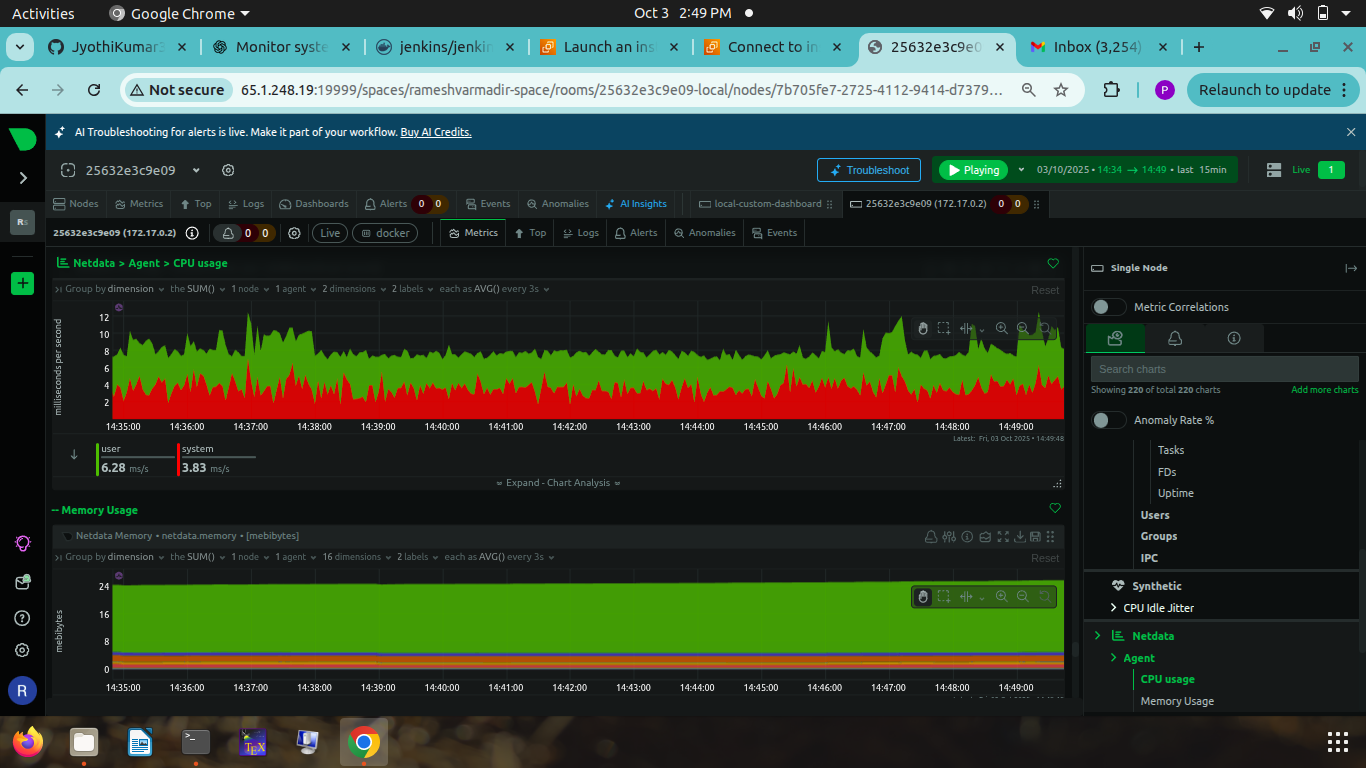 Activities Google Chrome Oct 3 2:49 PM
JyothiKumar Monitor syste jenkins/jenkin Launch an ins Connect to in 25632e3c9e0 Inbox (3,254)
Not secure 65.1.248.19:19999/spaces/rameshvarmadir-space/rooms/25632e3c9e09-local/nodes/7b705fe7-2725-4112-9414-d7379... P Relaunch to update
AI Troubleshooting for alerts is live. Make it part of your workflow. Buy AI Credits.
25632e3c9e09 Troubleshoot Playing 03/10/2025 • 14:34 → 14:49 • last 15min Live 1
Rs
Nodes Metrics Top Logs Dashboards Alerts 0 0 Events Anomalies AI Insights local-custom-dashboard 25632e3c9e09 (172.17.0.2) 0 0
25632e3c9e09 (172.17.0.2) 0 0 Live docker Metrics Top Logs Alerts Anomalies Events
Netdata > Agent > CPU usage
Group by dimension the SUM() 1 node 1 agent 2 dimensions 2 labels each as AVG() every 3s Reset
milliseconds per second
12
10
8
6
4
2
14:35:00 14:36:00 14:37:00 14:38:00 14:39:00 14:40:00 14:41:00 14:42:00 14:43:00 14:44:00 14:45:00 14:46:00 14:47:00 14:48:00 14:49:00
Latest: Fri, 03 Oct 2025 • 14:49:48
user system
6.28 ms/s 3.83 ms/s
Expand - Chart Analysis
-- Memory Usage
Netdata Memory • netdata.memory • [mebibytes]
Group by dimension the SUM() 1 node 1 agent 16 dimensions 2 labels each as AVG() every 3s Reset
mebibytes
24
16
8
0
14:35:00 14:36:00 14:37:00 14:38:00 14:39:00 14:40:00 14:41:00 14:42:00 14:43:00 14:44:00 14:45:00 14:46:00 14:47:00 14:48:00 14:49:00
Single Node
Metric Correlations
Search charts
Showing 220 of total 220 charts Add more charts
Anomaly Rate %
Tasks
FDs
Uptime
Users
Groups
IPC
Synthetic
CPU Idle Jitter
Netdata
Agent
CPU usage
Memory Usage
R
TEX